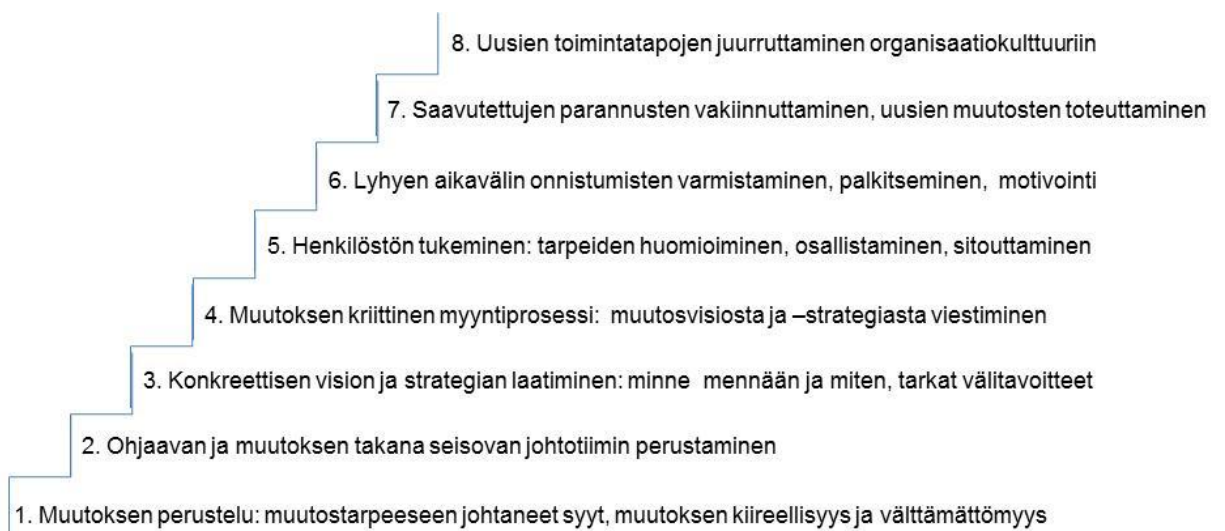 8. Uusien toimintatapojen juurruttaminen organisaatiokulttuuriin
7. Saavutettujen parannusten vakiinnuttaminen, uusien muutosten toteuttaminen
6. Lyhyen aikavälin onnistumisten varmistaminen, palkitseminen, motivointi
5. Henkilöstön tukeminen: tarpeiden huomioiminen, osallistaminen, sitouttaminen
4. Muutoksen kriittinen myyntiprosessi: muutosvisiosta ja –strategiasta viestiminen
3. Konkreettisen vision ja strategian laatiminen: minne mennään ja miten, tarkat välitavoitteet
2. Ohjaavan ja muutoksen takana seisovan johtotiimin perustaminen
1. Muutoksen perustelu: muutostarpeeseen johtaneet syyt, muutoksen kiireellisyys ja välttämättömyys